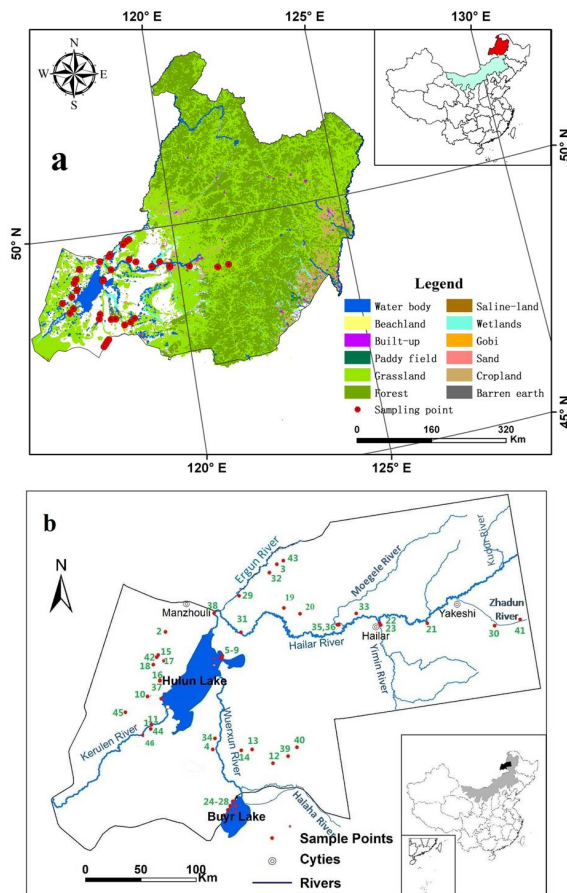 120° E
125° E
130° E
N
W E
S
a
50° N
50° N
Legend
Water body
Saline-land
Beachland
Wetlands
Built-up
Gobi
Paddy field
Sand
Grassland
Cropland
Forest
Barren earth
Sampling point
0 160 320
Km
45° N
120° E
125° E
b
N
Ergun River
43
3
32
Moegele River
Kudur River
29
38
Manzhouli
19
20
33
Yakeshi
Zhadun River
31
35,36
22
23
Hailar
21
30
41
Hailar River
2
Yimin River
15
42
17
18
5-9
16
Hulun Lake
37
10
45
11
44
46
Kerulen River
Wuerxun River
34
4
13
14
40
39
12
24-28
Buyr Lake
Halaha River
Sample Points
Cyties
Rivers
0 50 100
Km